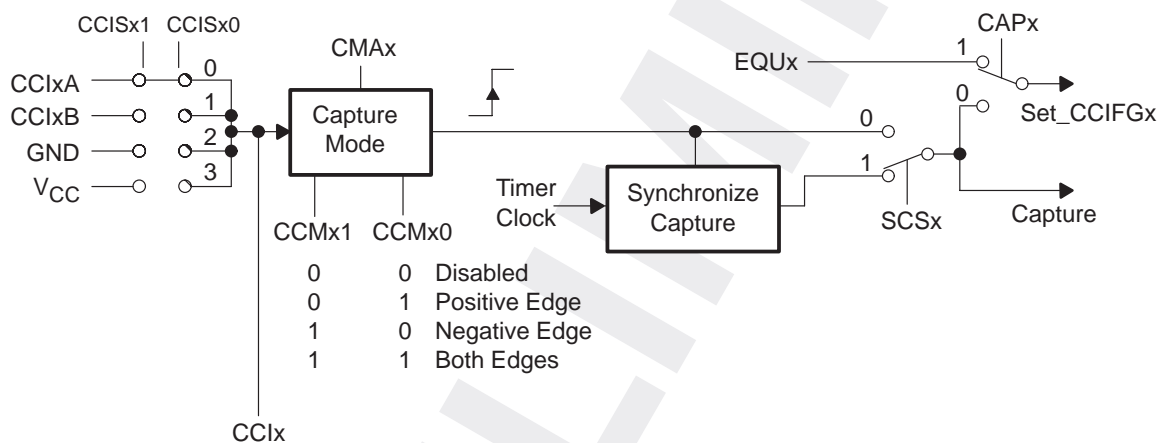 CCISx1 CCISx0
CCIxA
0
CCIxB
1
GND
2
VCC
3
CMAx
Capture
Mode
CCMx1 CCMx0
0 0 Disabled
0 1 Positive Edge
1 0 Negative Edge
1 1 Both Edges
CCIx
Timer
Clock
Synchronize
Capture
EQUx
CAPx
1
0
Set_CCIFGx
0
1
SCSx
Capture